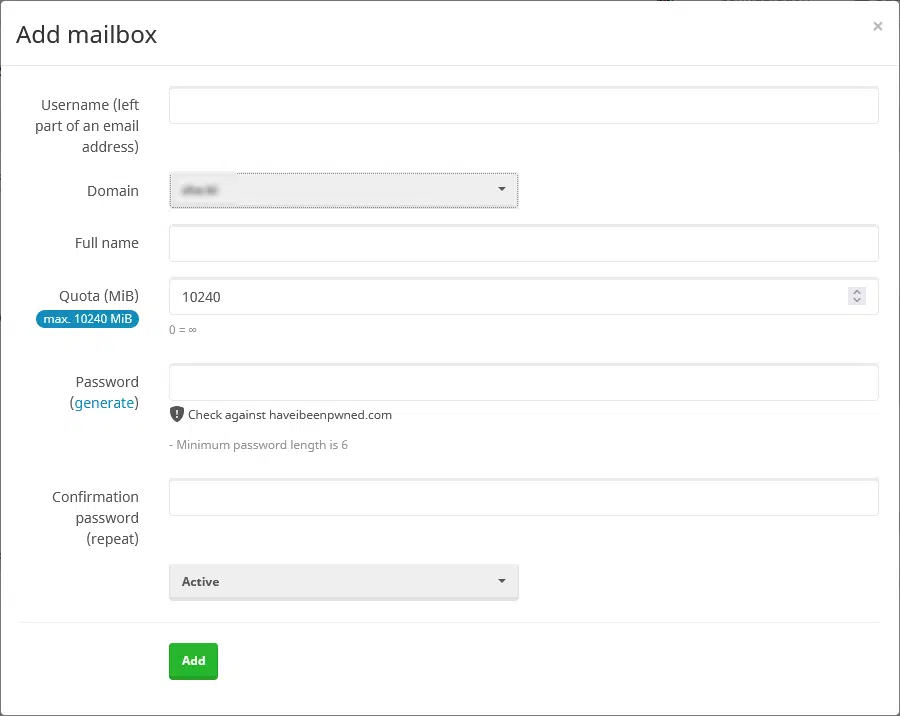 Add mailbox
×
Username (left
part of an email
address)
Domain
Full name
Quota (MiB)
max. 10240 MiB
10240
0 = ∞
Password
(generate)
Check against haveibeenpwned.com
- Minimum password length is 6
Confirmation
password
(repeat)
Active
Add